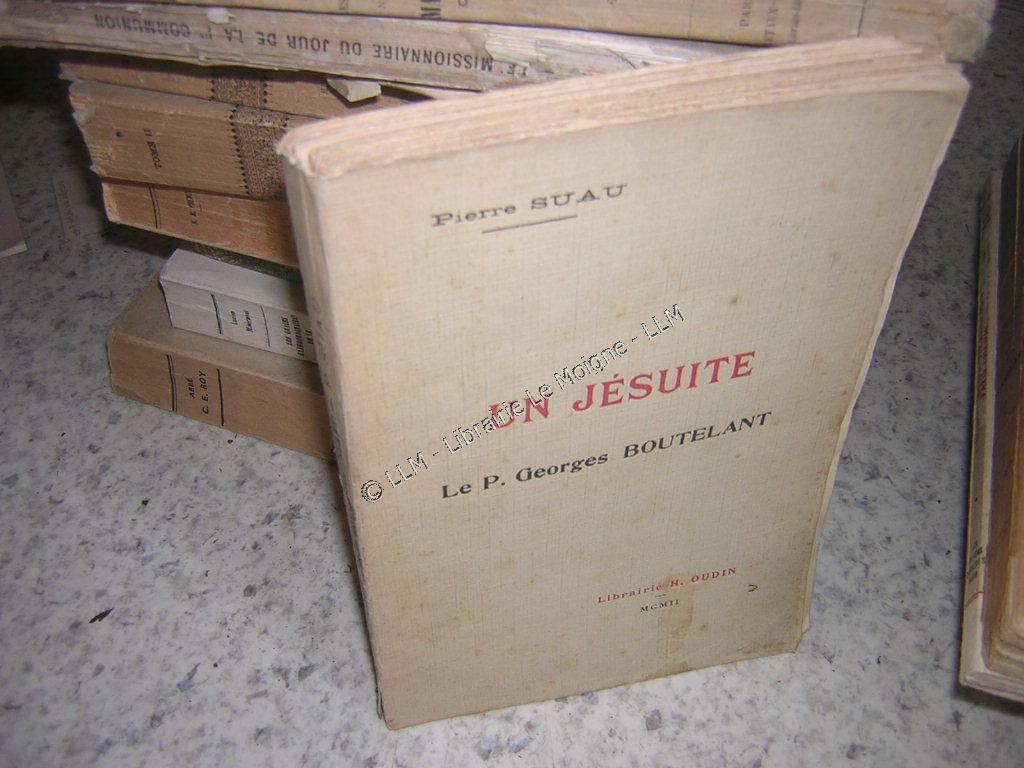 LE MISSIONNAIRE DU JOUR DE LA 1re COMMUNION
TOME II
ABBÉ
C. E. ROY
Pierre SUAU
UN JÉSUITE
Le P. Georges BOUTELANT
Librairie H. OUDIN
MCMII
© LLM - Librairie Le Moigne - LLM